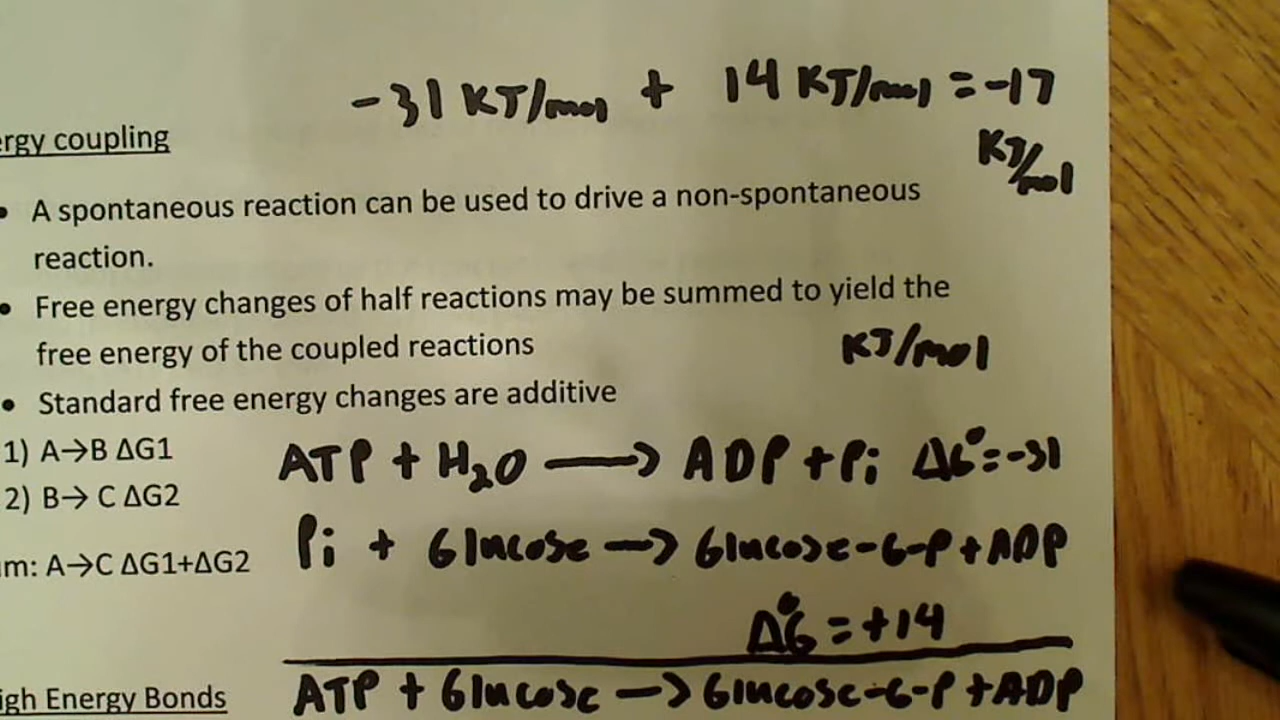 -31 KJ/mol + 14 KJ/mol = -17
KJ/mol
ergy coupling
• A spontaneous reaction can be used to drive a non-spontaneous
reaction.
• Free energy changes of half reactions may be summed to yield the
free energy of the coupled reactions
KJ/mol
• Standard free energy changes are additive
1) A→B ΔG1
ATP + H₂O → ADP + Pi ΔG°=-31
2) B→ C ΔG2
Pi + Glucose → Glucose-6-P + ADP
m: A→C ΔG1+ΔG2
ΔG° = +14
ATP + Glucose → Glucose-6-P + ADP
igh Energy Bonds